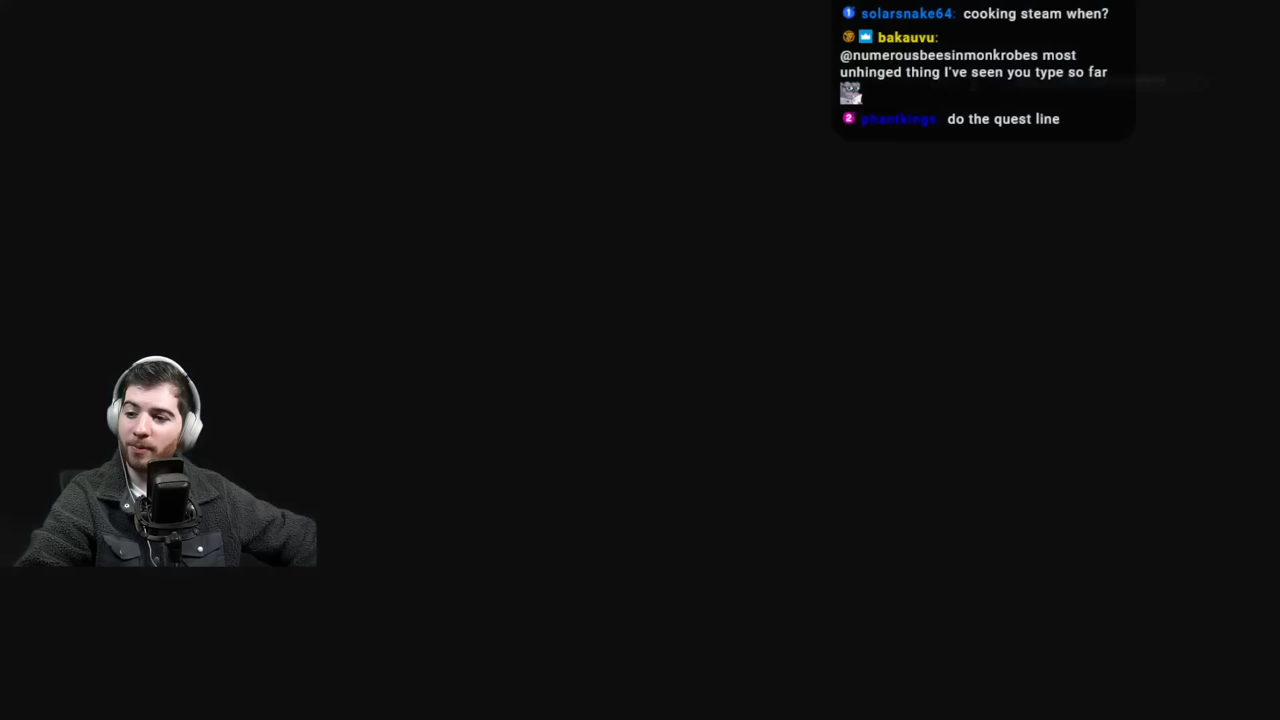 solarsnake64: cooking steam when?
bakauvu:
@numerousbeesinmonkrobes most
unhinged thing I've seen you type so far
phantkings do the quest line